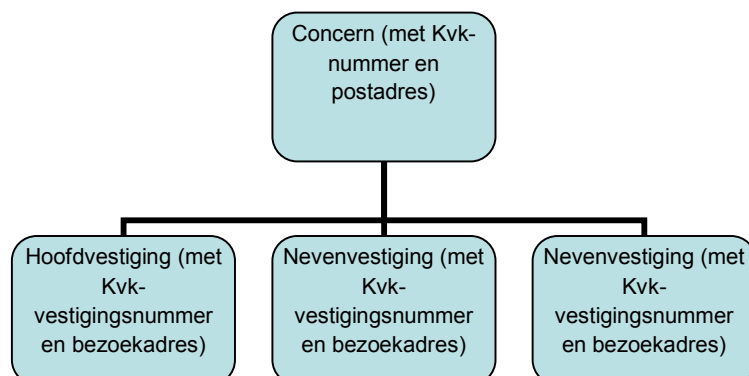 Concern (met Kvk-
nummer en
postadres)
Hoofdvestiging (met
Kvk-
vestigingsnummer
en bezoekadres)
Nevenvestiging (met
Kvk-
vestigingsnummer
en bezoekadres)
Nevenvestiging (met
Kvk-
vestigingsnummer
en bezoekadres)